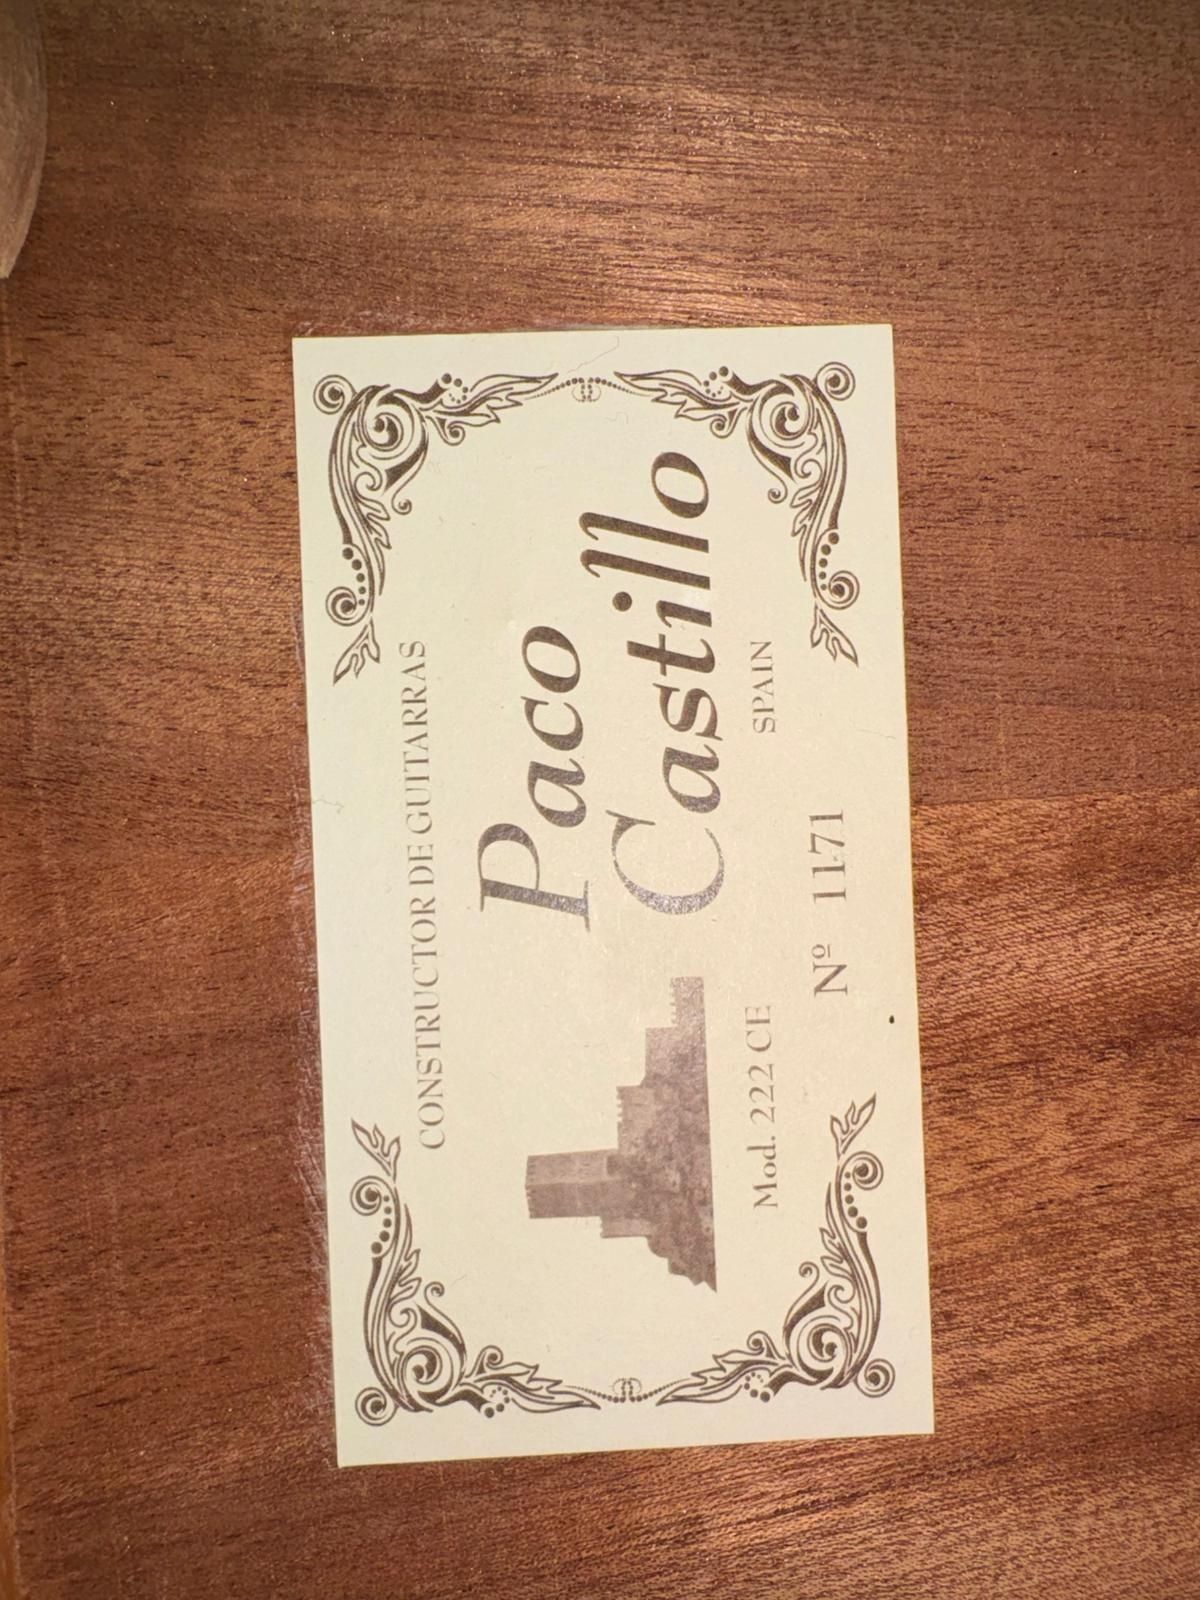 CONSTRUCTOR DE GUITARRAS
Paco
Castillo
SPAIN
Mod. 222 CE
Nº 1171